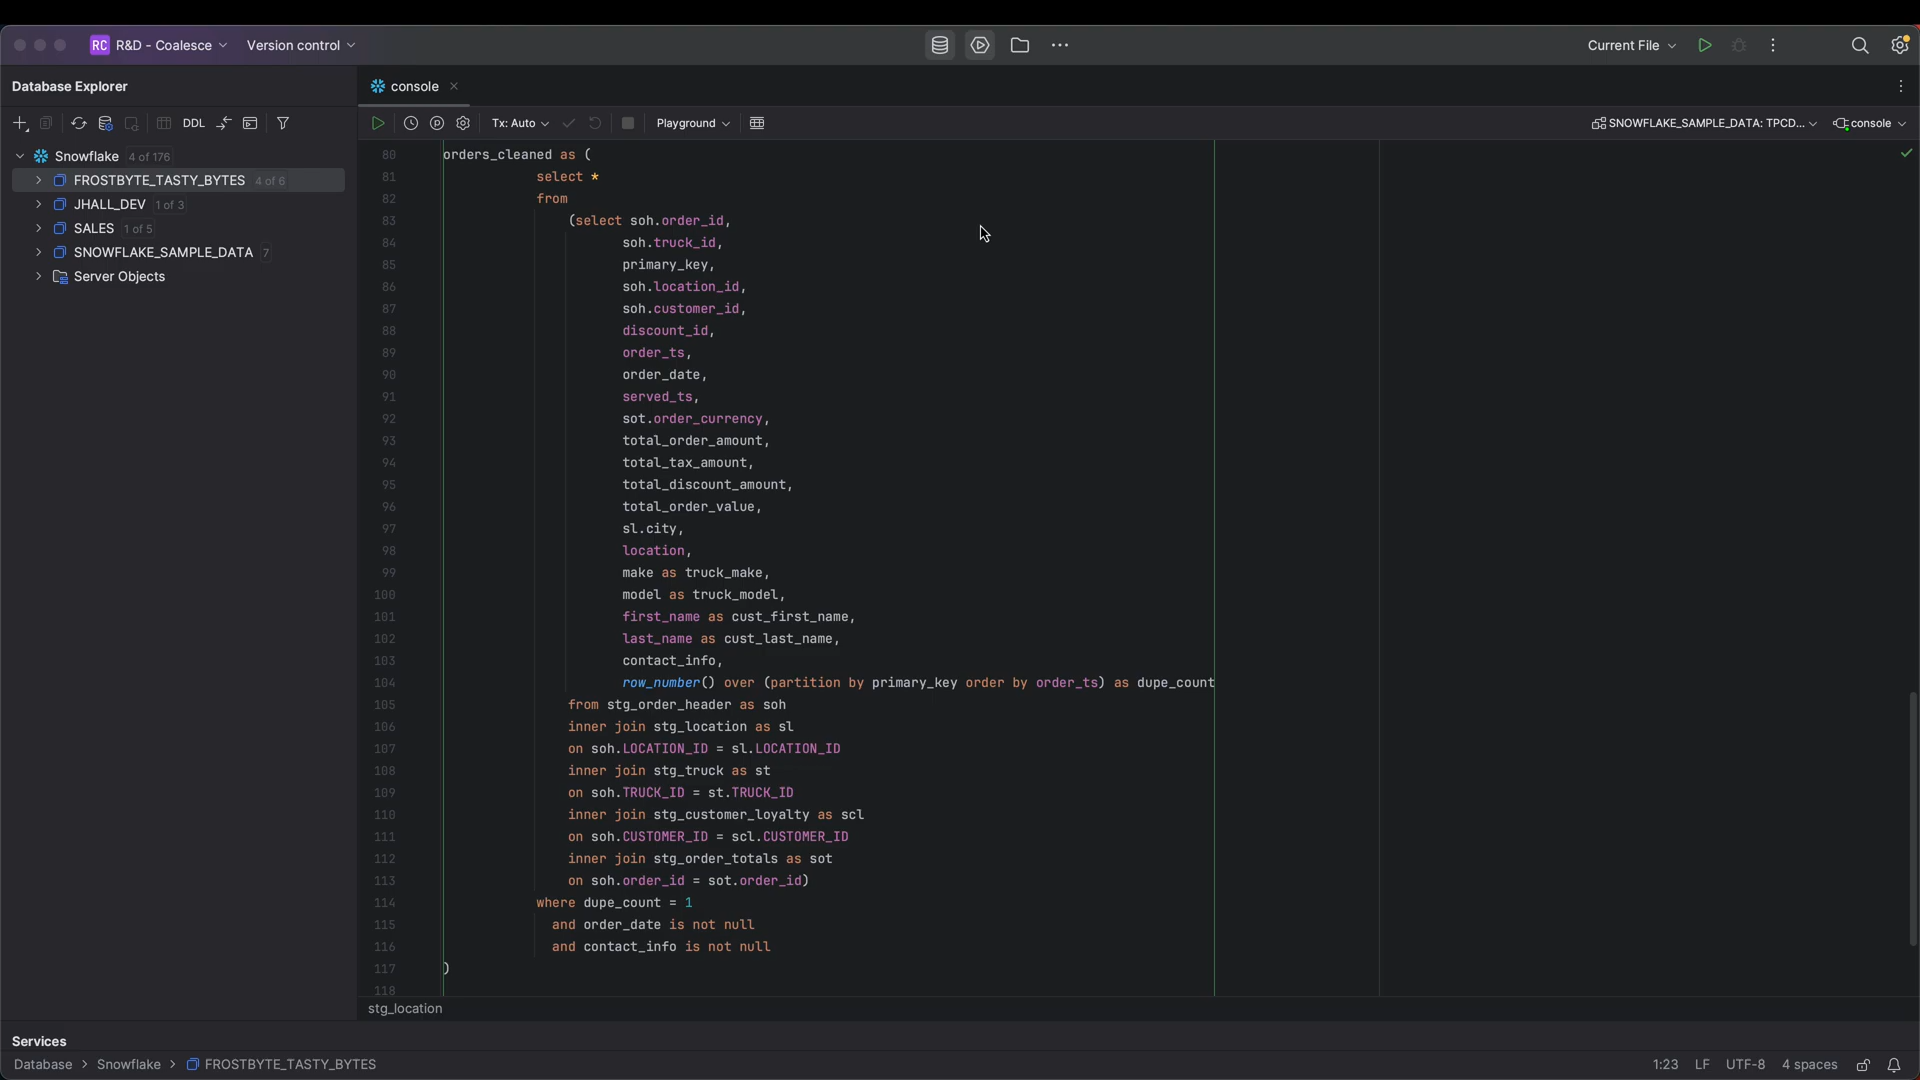 RC R&D - Coalesce Version control Current File
Database Explorer
console
DDL
Tx: Auto Playground SNOWFLAKE_SAMPLE_DATA: TPCD... console
Snowflake 4 of 176
FROSTBYTE_TASTY_BYTES 4 of 6
JHALL_DEV 1 of 3
SALES 1 of 5
SNOWFLAKE_SAMPLE_DATA 7
Server Objects
80 orders_cleaned as (
81 select *
82 from
83 (select soh.order_id,
84 soh.truck_id,
85 primary_key,
86 soh.location_id,
87 soh.customer_id,
88 discount_id,
89 order_ts,
90 order_date,
91 served_ts,
92 sot.order_currency,
93 total_order_amount,
94 total_tax_amount,
95 total_discount_amount,
96 total_order_value,
97 sl.city,
98 location,
99 make as truck_make,
100 model as truck_model,
101 first_name as cust_first_name,
102 last_name as cust_last_name,
103 contact_info,
104 row_number() over (partition by primary_key order by order_ts) as dupe_count
105 from stg_order_header as soh
106 inner join stg_location as sl
107 on soh.LOCATION_ID = sl.LOCATION_ID
108 inner join stg_truck as st
109 on soh.TRUCK_ID = st.TRUCK_ID
110 inner join stg_customer_loyalty as scl
111 on soh.CUSTOMER_ID = scl.CUSTOMER_ID
112 inner join stg_order_totals as sot
113 on soh.order_id = sot.order_id)
114 where dupe_count = 1
115 and order_date is not null
116 and contact_info is not null
117 )
118
stg_location
Services
Database > Snowflake > FROSTBYTE_TASTY_BYTES 1:23 LF UTF-8 4 spaces